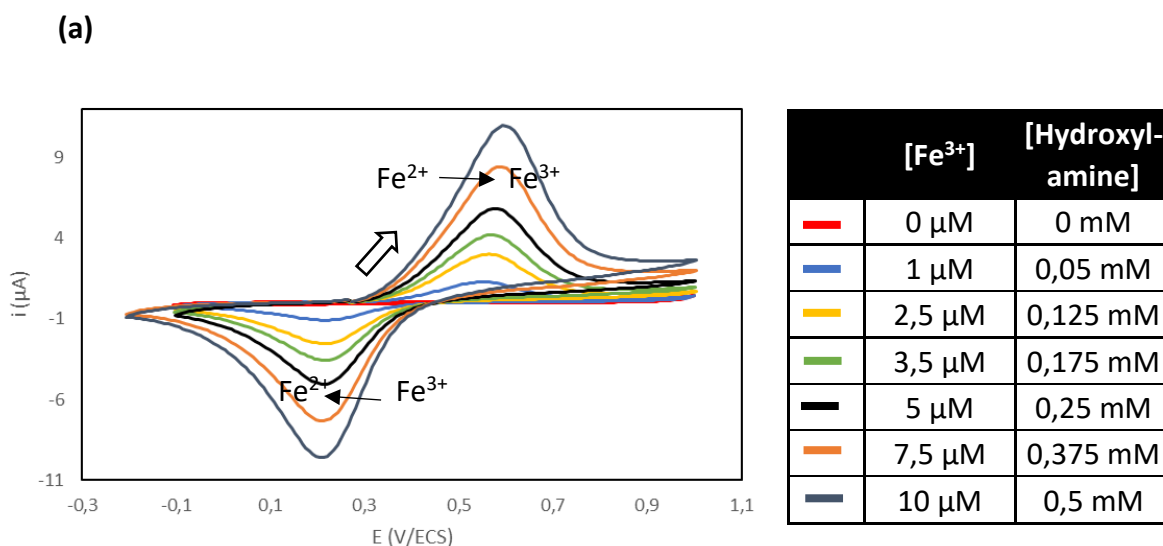 (a)
9
4
-1
-6
-11
i (µA)
Fe²⁺ Fe³⁺
Fe²⁺ Fe³⁺
-0,3 -0,1 0,1 0,3 0,5 0,7 0,9 1,1
E (V/ECS)
[Fe³⁺] [Hydroxyl-
amine]
0 µM 0 mM
1 µM 0,05 mM
2,5 µM 0,125 mM
3,5 µM 0,175 mM
5 µM 0,25 mM
7,5 µM 0,375 mM
10 µM 0,5 mM